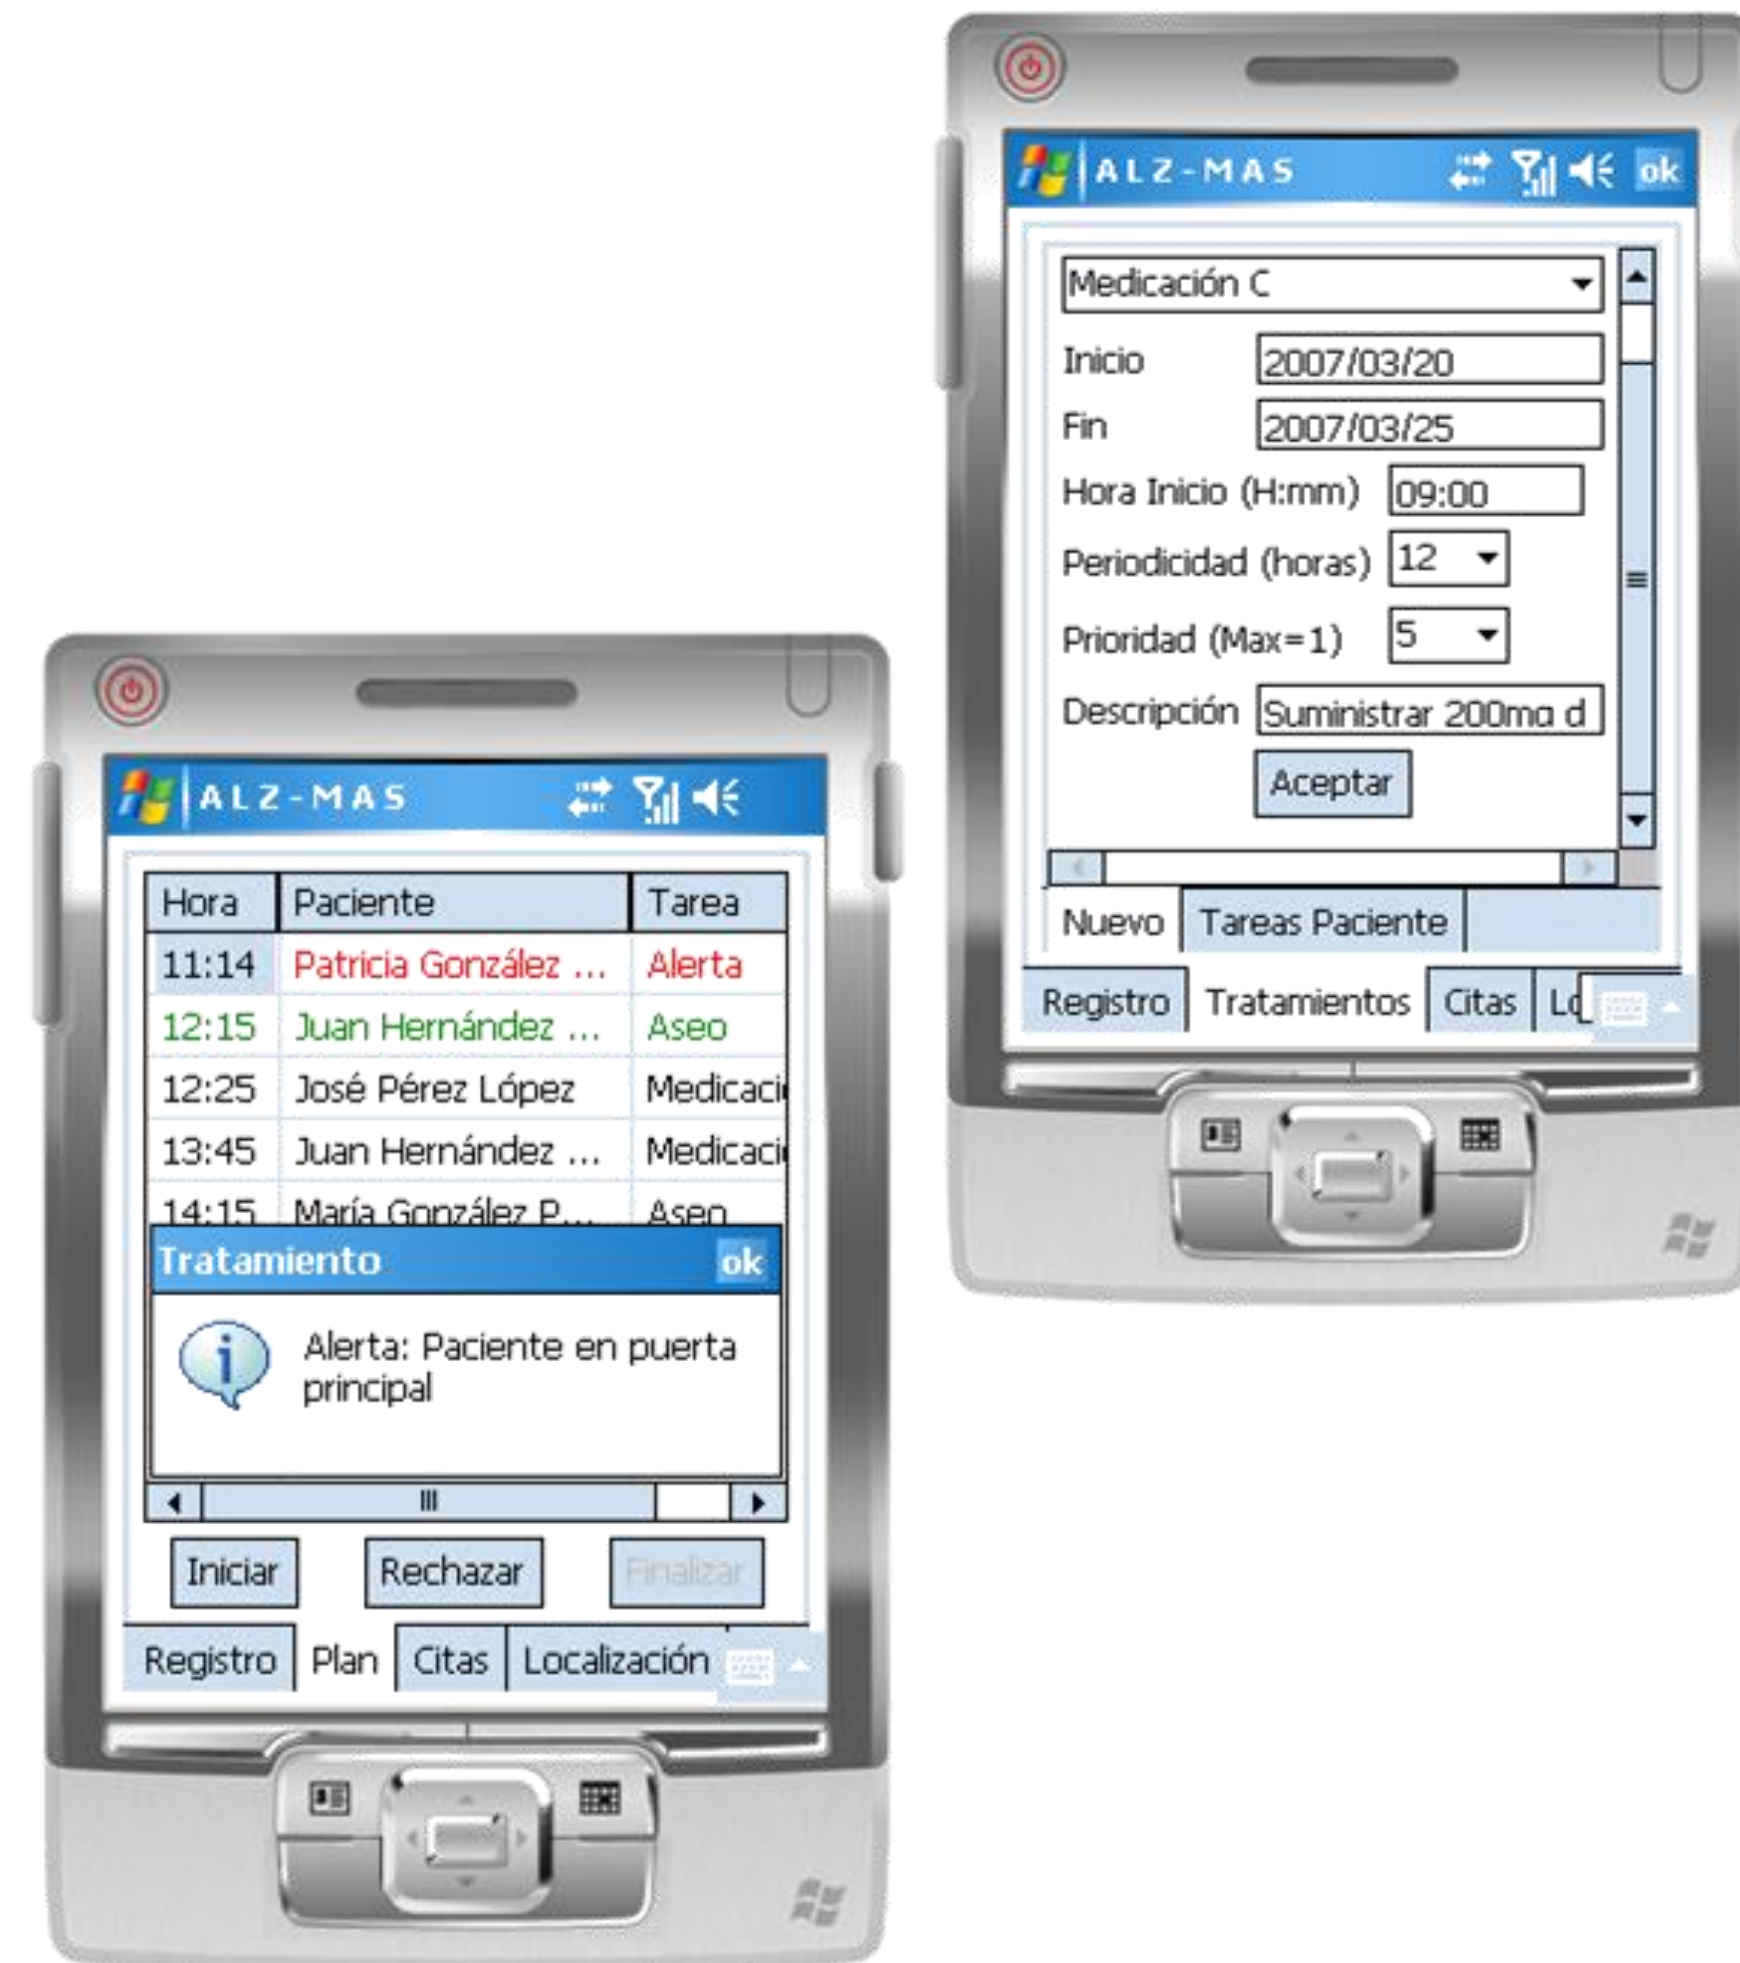 ALZ-MAS
Hora Paciente Tarea
11:14 Patricia González ... Alerta
12:15 Juan Hernández ... Aseo
12:25 José Pérez López Medicaci
13:45 Juan Hernández ... Medicaci
14:15 María González P... Aseo
Tratamiento ok
Alerta: Paciente en puerta
principal
Iniciar Rechazar Finalizar
Registro Plan Citas Localización
ALZ-MAS ok
Medicación C
Inicio 2007/03/20
Fin 2007/03/25
Hora Inicio (H:mm) 09:00
Periodicidad (horas) 12
Prioridad (Max=1) 5
Descripción Suministrar 200mg d
Aceptar
Nuevo Tareas Paciente
Registro Tratamientos Citas Lo